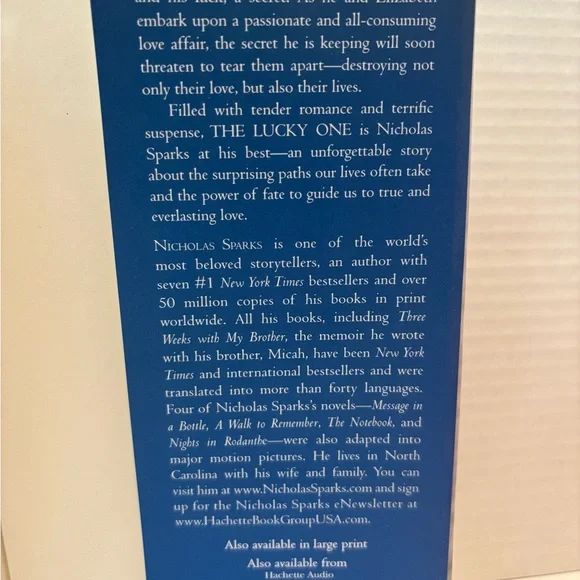 and his luck, a secret. As he and Elizabeth
embark upon a passionate and all-consuming
love affair, the secret he is keeping will soon
threaten to tear them apart—destroying not
only their love, but also their lives.
Filled with tender romance and terrific
suspense, THE LUCKY ONE is Nicholas
Sparks at his best—an unforgettable story
about the surprising paths our lives often take
and the power of fate to guide us to true and
everlasting love.
NICHOLAS SPARKS is one of the world's
most beloved storytellers, an author with
seven #1 New York Times bestsellers and over
50 million copies of his books in print
worldwide. All his books, including Three
Weeks with My Brother, the memoir he wrote
with his brother, Micah, have been New York
Times and international bestsellers and were
translated into more than forty languages.
Four of Nicholas Sparks's novels—Message in
a Bottle, A Walk to Remember, The Notebook, and
Nights in Rodanthe—were also adapted into
major motion pictures. He lives in North
Carolina with his wife and family. You can
visit him at www.NicholasSparks.com and sign
up for the Nicholas Sparks eNewsletter at
www.HachetteBookGroupUSA.com.
Also available in large print
Also available from
Hachette Audio